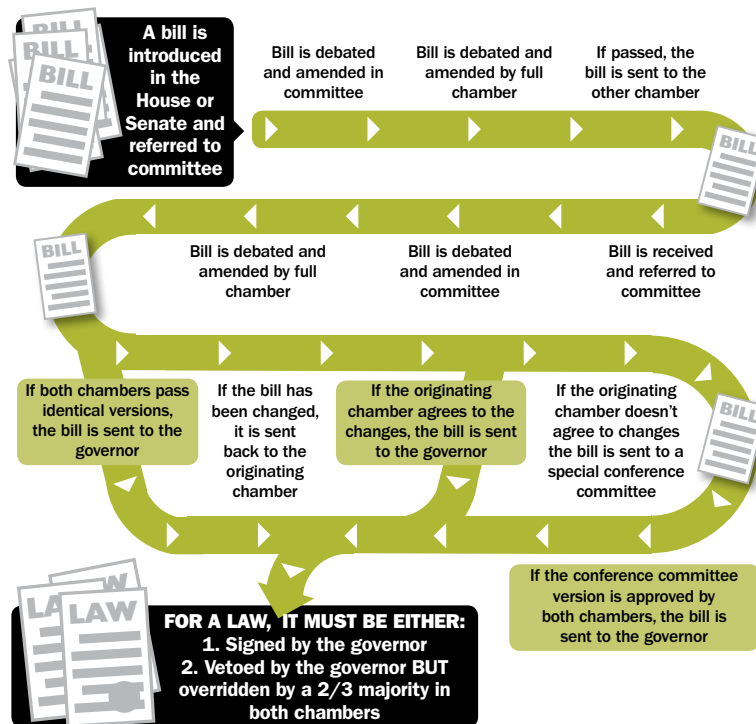 BILL
BILL
BILL
A bill is
introduced
in the
House or
Senate and
referred to
committee
Bill is debated
and amended in
committee
Bill is debated and
amended by full
chamber
If passed, the
bill is sent to the
other chamber
BILL
BILL
Bill is debated and
amended by full
chamber
Bill is debated
and amended in
committee
Bill is received
and referred to
committee
If both chambers pass
identical versions,
the bill is sent to the
governor
If the bill has
been changed,
it is sent
back to the
originating
chamber
If the originating
chamber agrees to the
changes, the bill is sent
to the governor
If the originating
chamber doesn't
agree to changes
the bill is sent to a
special conference
committee
BILL
If the conference committee
version is approved by
both chambers, the bill is
sent to the governor
LAW
FOR A LAW, IT MUST BE EITHER:
1. Signed by the governor
2. Vetoed by the governor BUT
overridden by a 2/3 majority in
both chambers